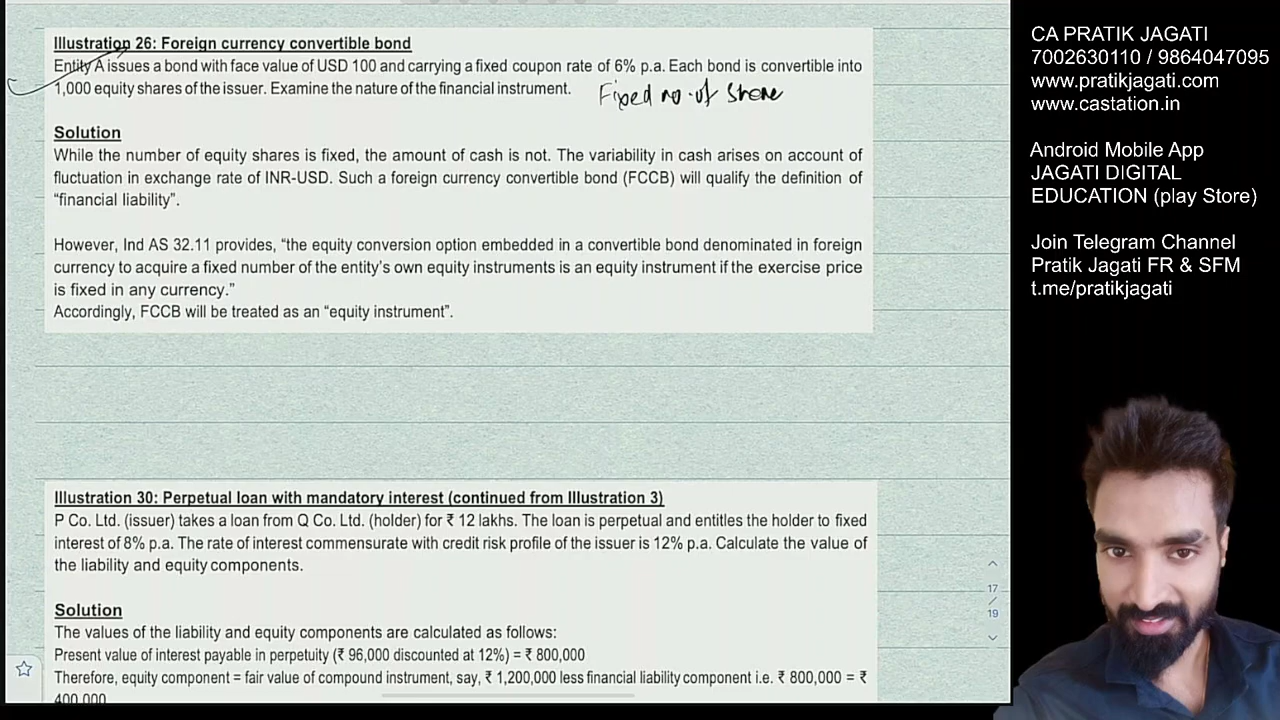 Illustration 26: Foreign currency convertible bond
Entity A issues a bond with face value of USD 100 and carrying a fixed coupon rate of 6% p.a. Each bond is convertible into
1,000 equity shares of the issuer. Examine the nature of the financial instrument.
Fixed no. of Share
Solution
While the number of equity shares is fixed, the amount of cash is not. The variability in cash arises on account of
fluctuation in exchange rate of INR-USD. Such a foreign currency convertible bond (FCCB) will qualify the definition of
“financial liability”.
However, Ind AS 32.11 provides, “the equity conversion option embedded in a convertible bond denominated in foreign
currency to acquire a fixed number of the entity’s own equity instruments is an equity instrument if the exercise price
is fixed in any currency.”
Accordingly, FCCB will be treated as an “equity instrument”.
Illustration 30: Perpetual loan with mandatory interest (continued from Illustration 3)
P Co. Ltd. (issuer) takes a loan from Q Co. Ltd. (holder) for ₹ 12 lakhs. The loan is perpetual and entitles the holder to fixed
interest of 8% p.a. The rate of interest commensurate with credit risk profile of the issuer is 12% p.a. Calculate the value of
the liability and equity components.
Solution
The values of the liability and equity components are calculated as follows:
Present value of interest payable in perpetuity (₹ 96,000 discounted at 12%) = ₹ 800,000
Therefore, equity component = fair value of compound instrument, say, ₹ 1,200,000 less financial liability component i.e. ₹ 800,000 = ₹
400,000
17
/
19
CA PRATIK JAGATI
7002630110 / 9864047095
www.pratikjagati.com
www.castation.in
Android Mobile App
JAGATI DIGITAL
EDUCATION (play Store)
Join Telegram Channel
Pratik Jagati FR & SFM
t.me/pratikjagati